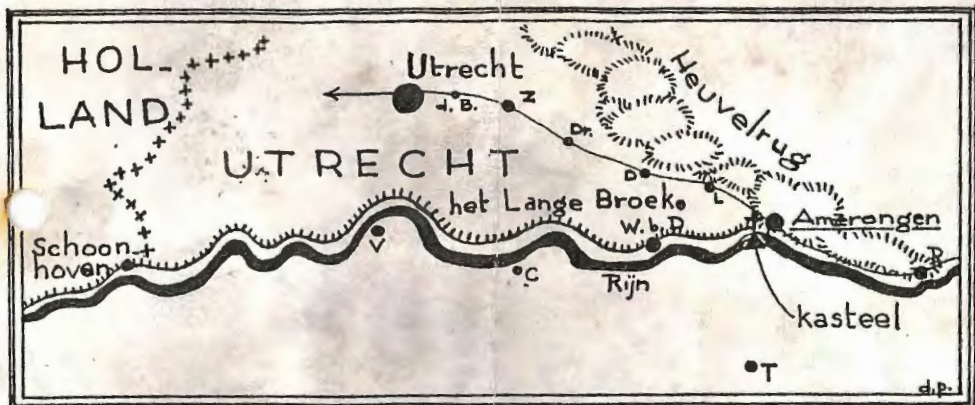 HOL-
LAND
Utrecht
d.B.
Z
Heuvelrug
Dr.
UTRECHT
D
L
het Lange Broek.
Schoon
hoven
V
C
W.b.D
Rijn
Amerongen
R
kasteel
T
d.p.